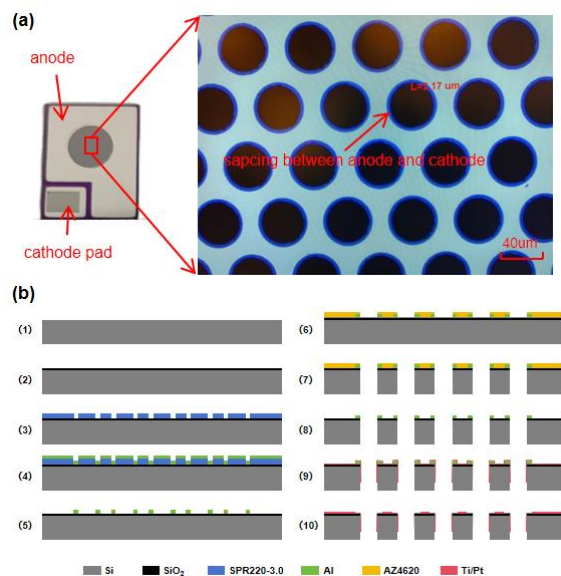 (a)
anode
cathode pad
L=2.17 um
sapcing between anode and cathode
40um
(b)
(1)
(2)
(3)
(4)
(5)
(6)
(7)
(8)
(9)
(10)
Si SiO₂ SPR220-3.0 Al AZ4620 Ti/Pt